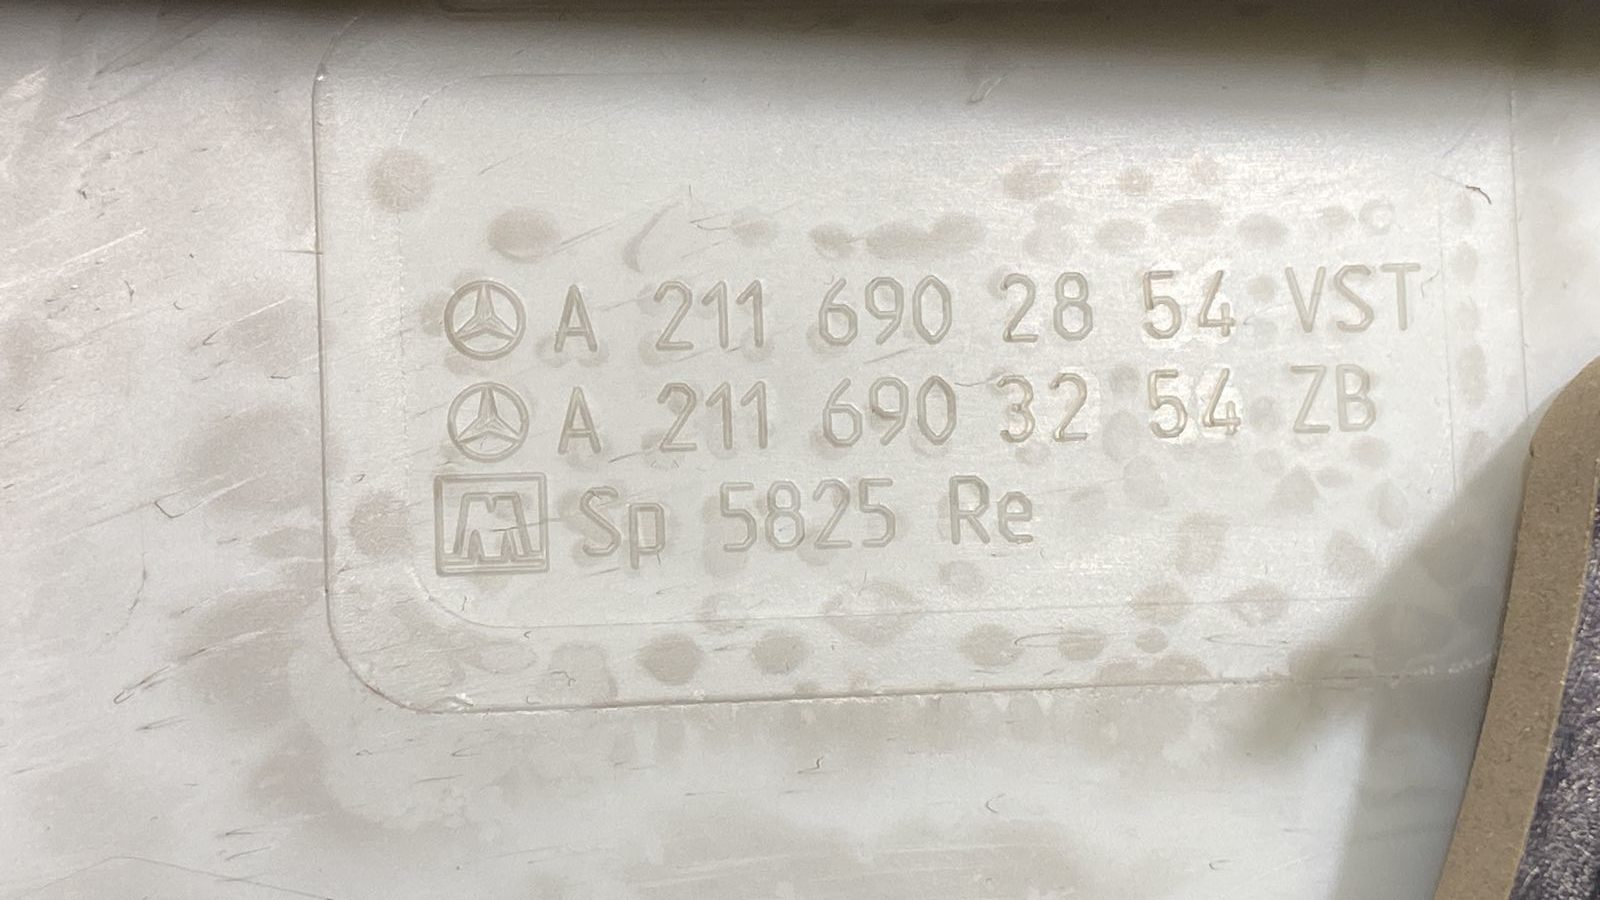 A 211 690 28 54 VST
A 211 690 32 54 ZB
M Sp 5825 Re